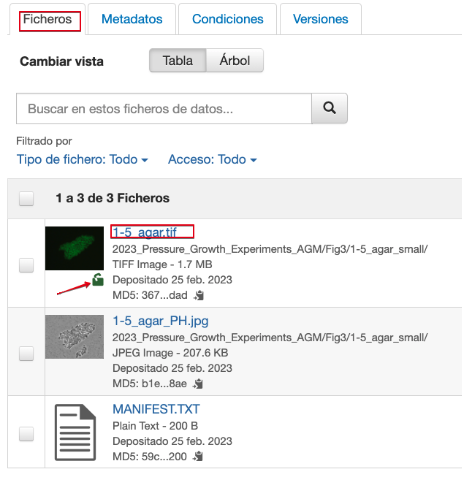 Ficheros Metadatos Condiciones Versiones
Cambiar vista Tabla Árbol
Buscar en estos ficheros de datos...
Filtrado por
Tipo de fichero: Todo Acceso: Todo
1 a 3 de 3 Ficheros
1-5_agar.tif
2023_Pressure_Growth_Experiments_AGM/Fig3/1-5_agar_small/
TIFF Image - 1.7 MB
Depositado 25 feb. 2023
MD5: 367...dad
1-5_agar_PH.jpg
2023_Pressure_Growth_Experiments_AGM/Fig3/1-5_agar_small/
JPEG Image - 207.6 KB
Depositado 25 feb. 2023
MD5: b1e...8ae
MANIFEST.TXT
Plain Text - 200 B
Depositado 25 feb. 2023
MD5: 59c...200